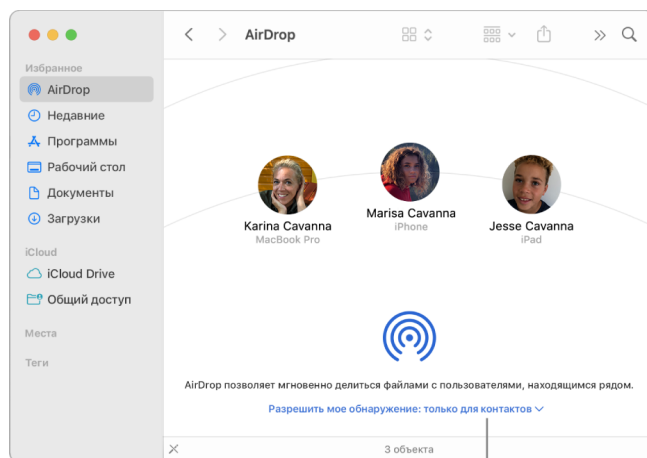 AirDrop
Избранное
AirDrop
Недавние
Программы
Рабочий стол
Документы
Загрузки
iCloud
iCloud Drive
Общий доступ
Места
Теги
Karina Cavanna
MacBook Pro
Marisa Cavanna
iPhone
Jesse Cavanna
iPad
AirDrop позволяет мгновенно делиться файлами с пользователями, находящимся рядом.
Разрешить мое обнаружение: только для контактов
3 объекта